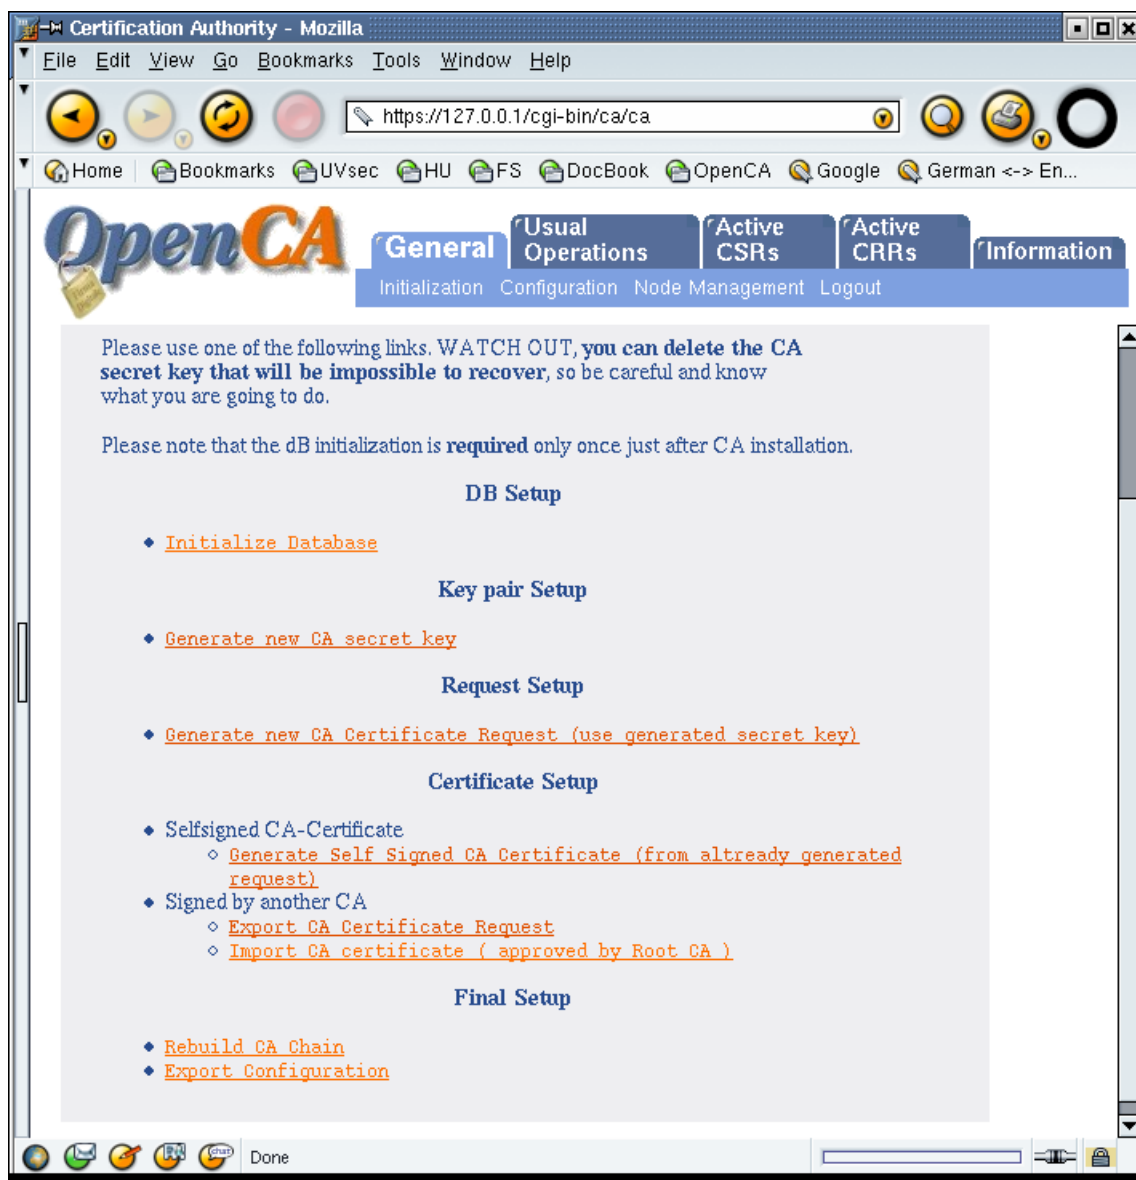 Certification Authority - Mozilla
File Edit View Go Bookmarks Tools Window Help
https://127.0.0.1/cgi-bin/ca/ca
Home Bookmarks UVsec HU FS DocBook OpenCA Google German <-> En...
OpenCA
General
Usual
Operations
Active
CSRs
Active
CRRs
Information
Initialization Configuration Node Management Logout
Please use one of the following links. WATCH OUT, you can delete the CA
secret key that will be impossible to recover, so be careful and know
what you are going to do.
Please note that the dB initialization is required only once just after CA installation.
DB Setup
Initialize Database
Key pair Setup
Generate new CA secret key
Request Setup
Generate new CA Certificate Request (use generated secret key)
Certificate Setup
Selfsigned CA-Certificate
Generate Self Signed CA Certificate (from altready generated
request)
Signed by another CA
Export CA Certificate Request
Import CA certificate ( approved by Root CA )
Final Setup
Rebuild CA Chain
Export Configuration
Done